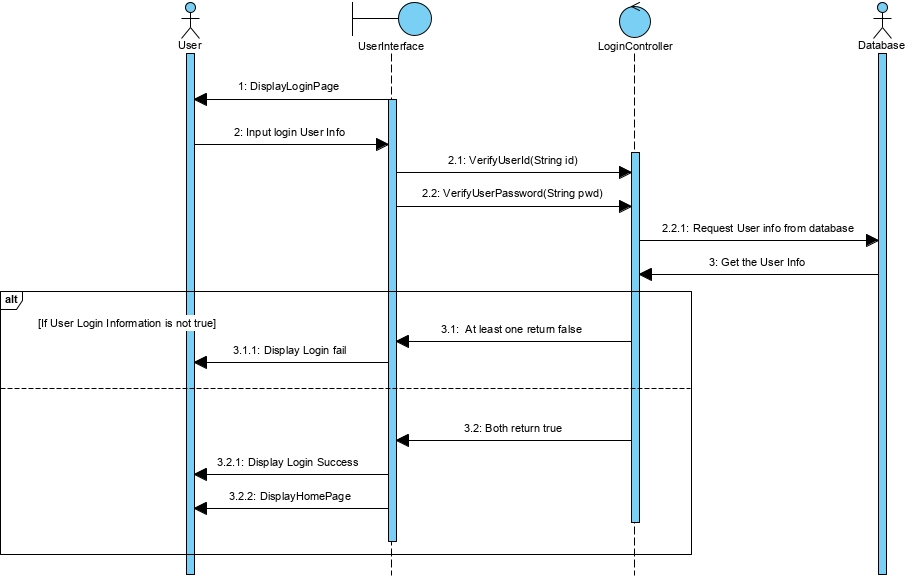 User
UserInterface
LoginController
Database
1: DisplayLoginPage
2: Input login User Info
2.1: VerifyUserId(String id)
2.2: VerifyUserPassword(String pwd)
2.2.1: Request User info from database
3: Get the User Info
alt
[If User Login Information is not true]
3.1:  At least one return false
3.1.1: Display Login fail
3.2: Both return true
3.2.1: Display Login Success
3.2.2: DisplayHomePage